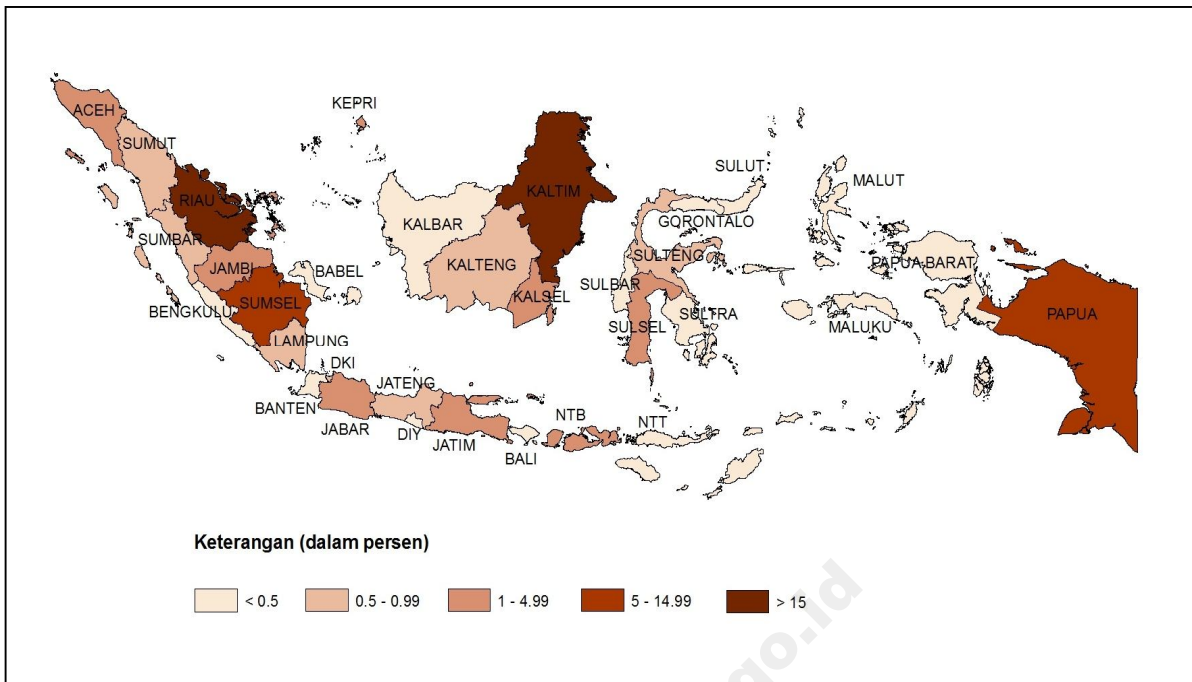 ACEH
KEPRI
SUMUT
SULUT
MALUT
RIAU
KALTIM
KALBAR
GORONTALO
SUMBAR
SULTENG
PAPUA BARAT
JAMBI
BABEL
KALTENG
SULBAR
KALSEL
SUMSEL
BENGKULU
SULTRA
PAPUA
SULSEL
MALUKU
LAMPUNG
DKI
JATENG
BANTEN
NTB
NTT
JABAR
DIY
JATIM
BALI
Keterangan (dalam persen)
< 0.5 0.5 - 0.99 1 - 4.99 5 - 14.99 > 15
go.id